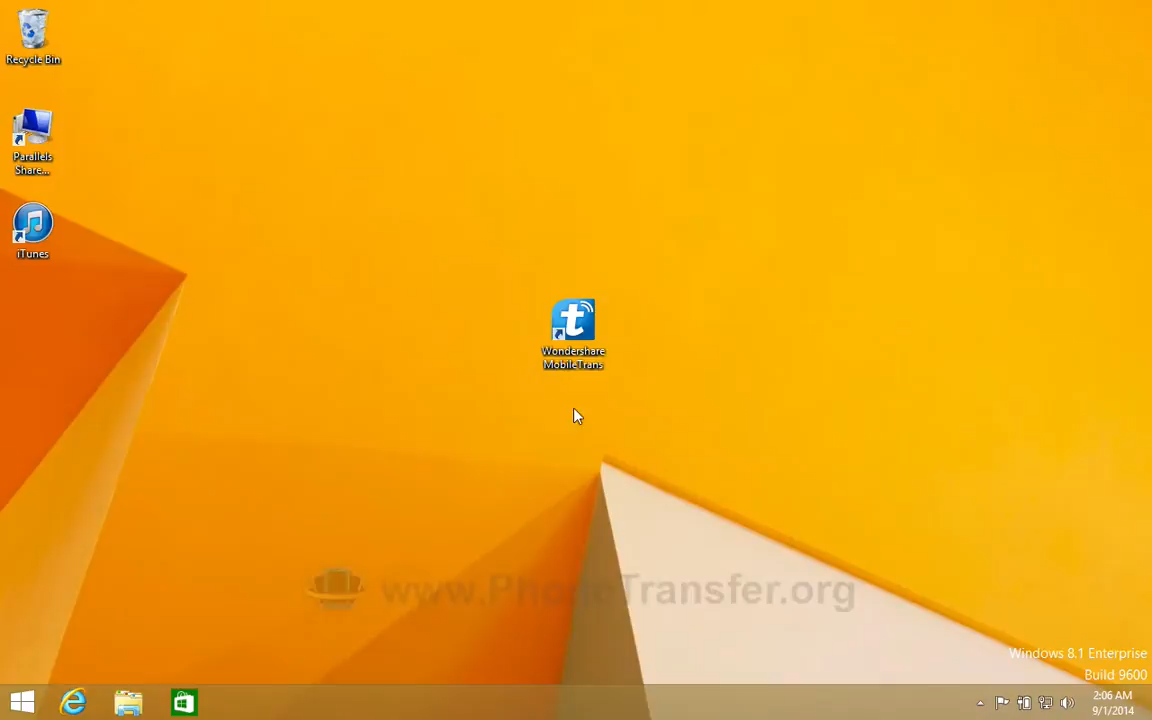 Recycle Bin
Parallels
Share...
iTunes
Wondershare
MobileTrans
www.PhoneTransfer.org
Windows 8.1 Enterprise
Build 9600
2:06 AM
9/1/2014